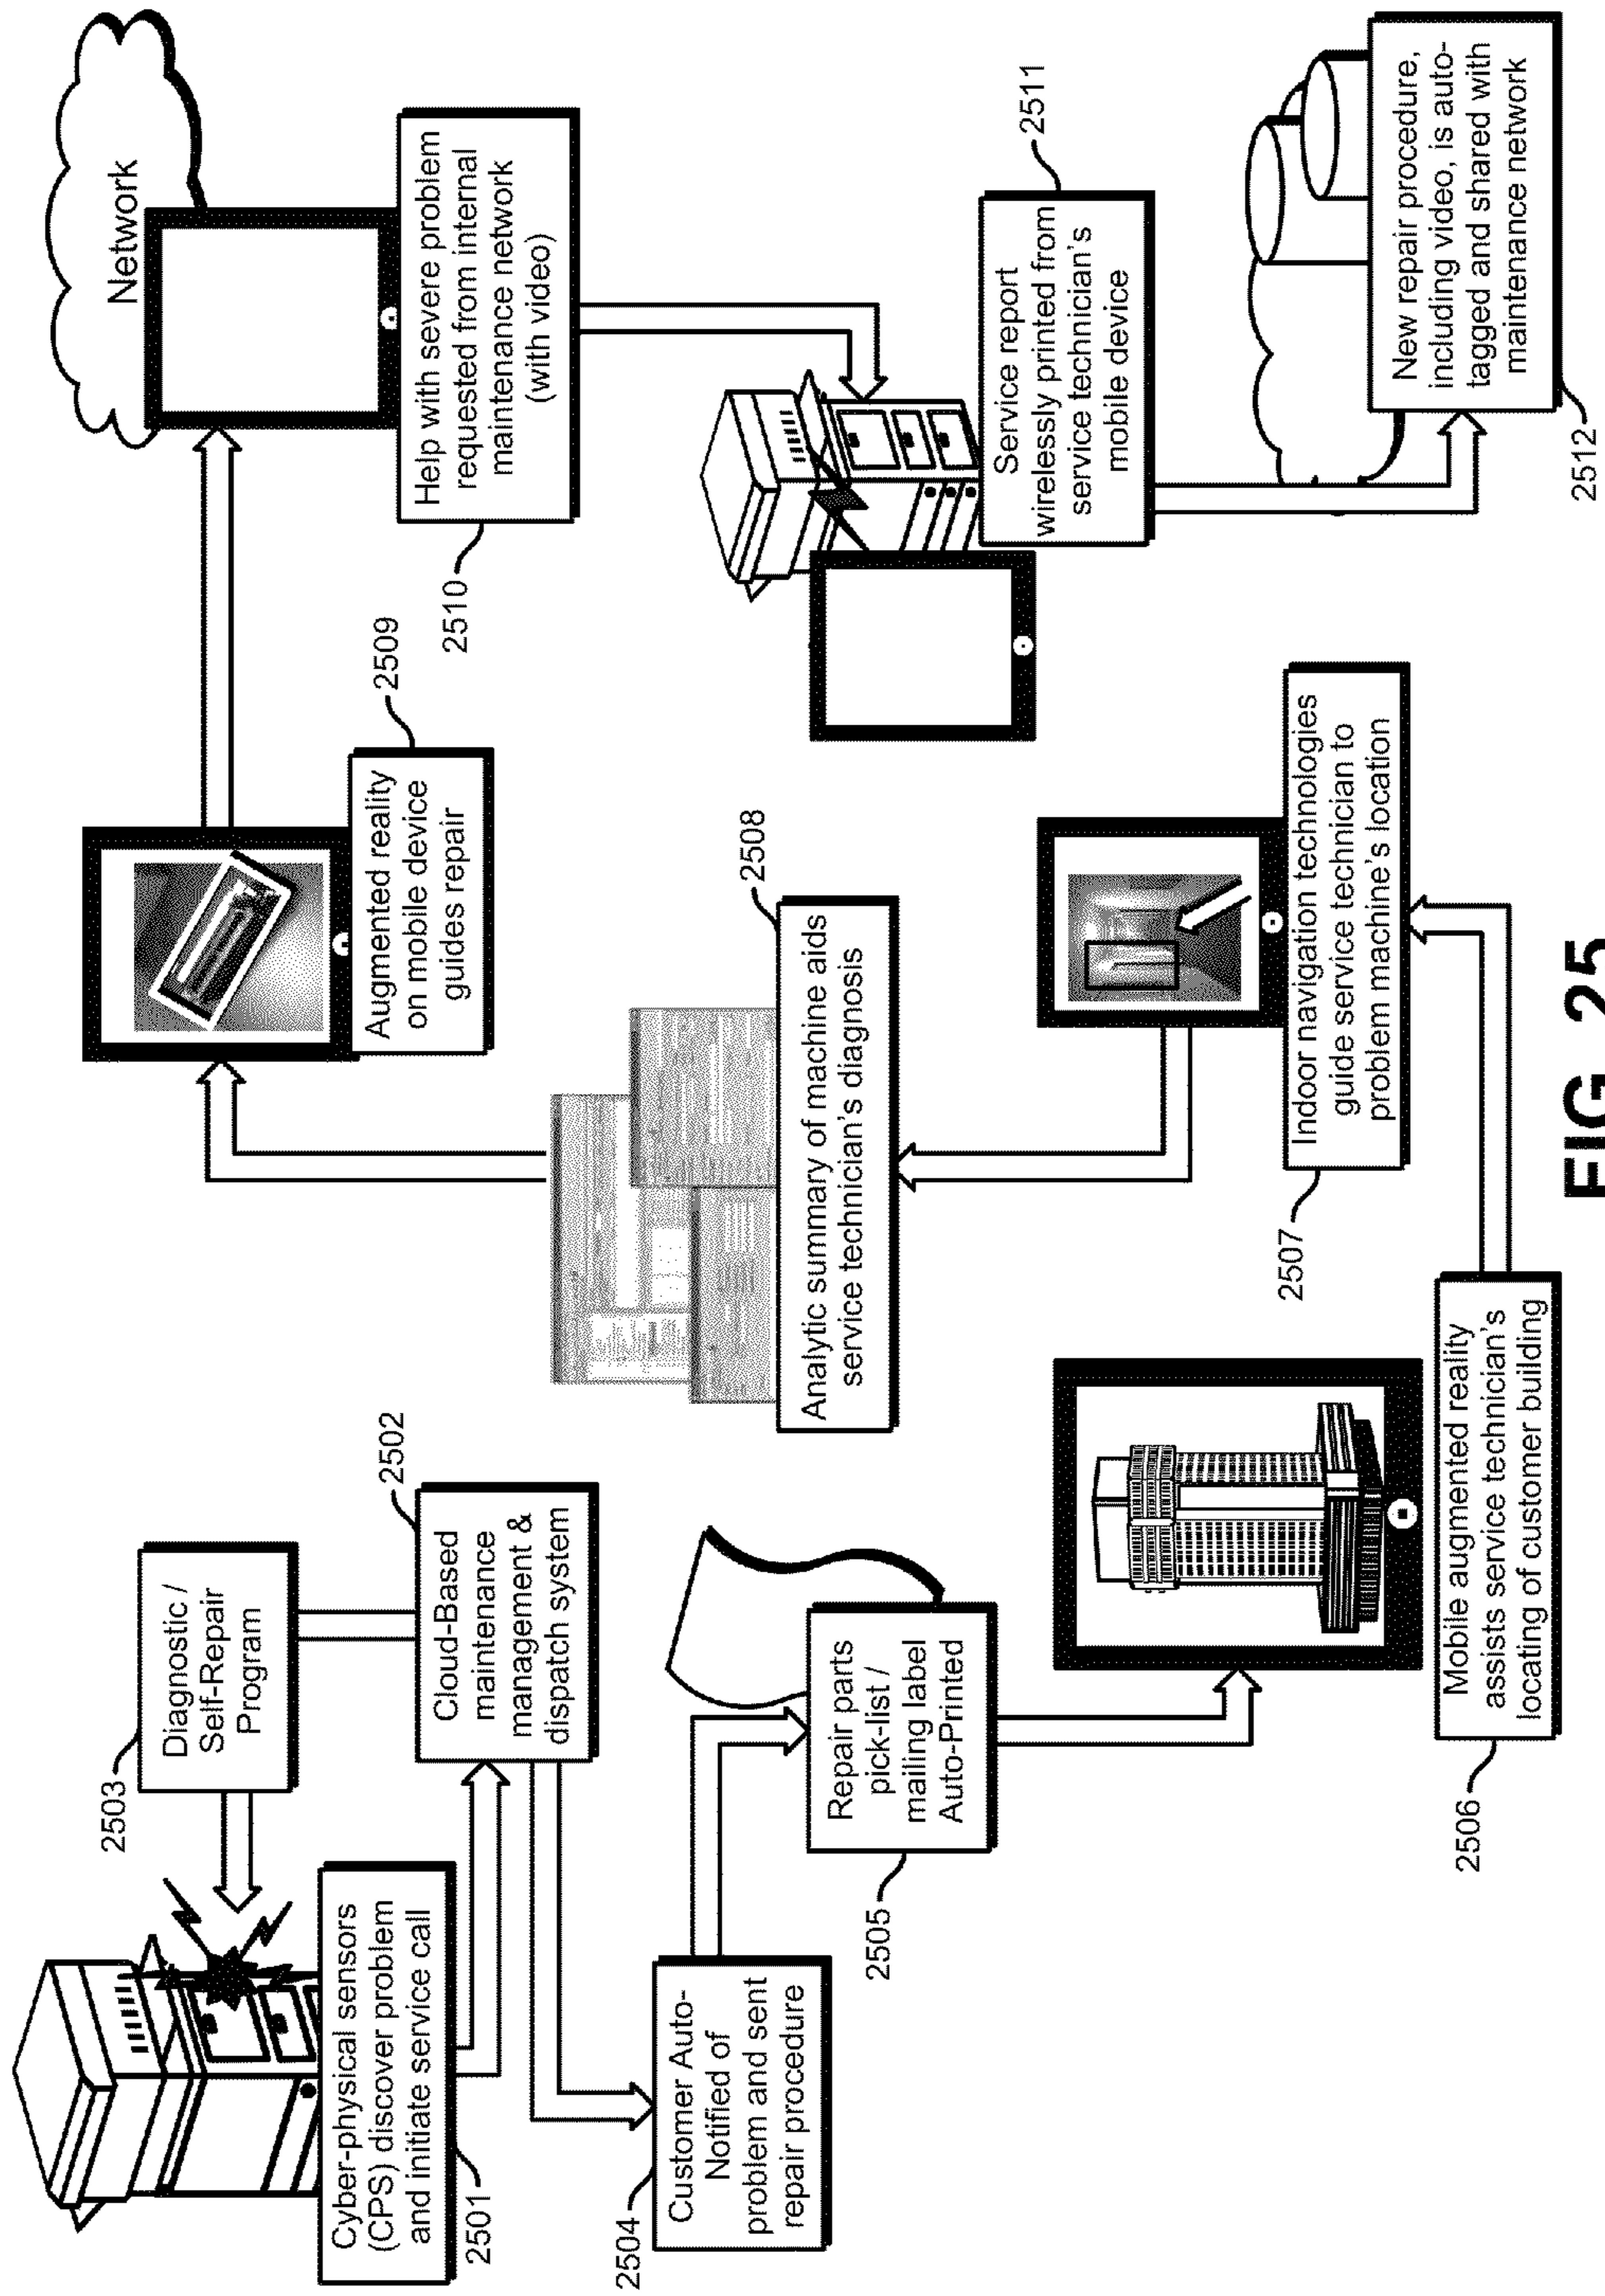 2503
Diagnostic /
Self-Repair
Program
Cyber-physical sensors
(CPS) discover problem
and initiate service call
2501
2502
Cloud-Based
maintenance
management &
dispatch system
2504
Customer Auto-
Notified of
problem and sent
repair procedure
2505
Repair parts
pick-list /
mailing label
Auto-Printed
2506
Mobile augmented reality
assists service technician's
locating of customer building
2507
Indoor navigation technologies
guide service technician to
problem machine's location
2508
Analytic summary of machine aids
service technician's diagnosis
2509
Augmented reality
on mobile device
guides repair
Network
2510
Help with severe problem
requested from internal
maintenance network
(with video)
2511
Service report
wirelessly printed from
service technician's
mobile device
2512
New repair procedure,
including video, is auto-
tagged and shared with
maintenance network
FIG. 25